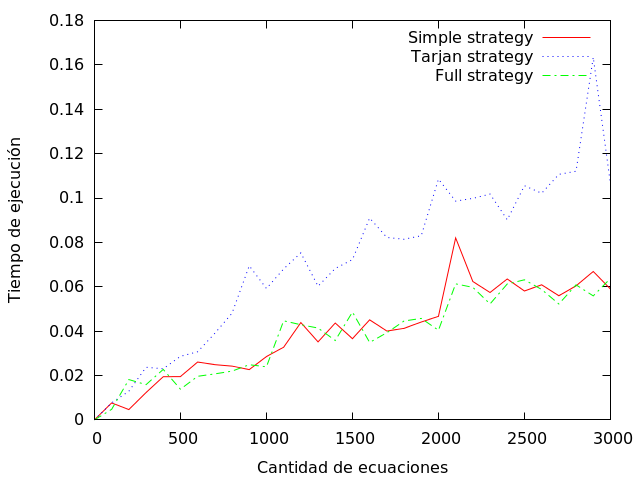 0.18
0.16
0.14
0.12
0.1
0.08
0.06
0.04
0.02
0
Tiempo de ejecución
Simple strategy
Tarjan strategy
Full strategy
0 500 1000 1500 2000 2500 3000
Cantidad de ecuaciones